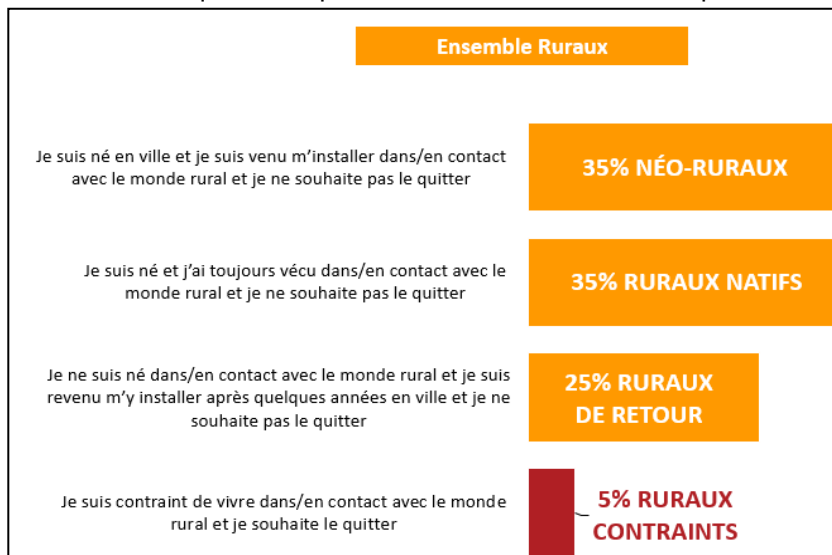 Ensemble Ruraux
Je suis né en ville et je suis venu m'installer dans/en contact
avec le monde rural et je ne souhaite pas le quitter
35% NÉO-RURAUX
Je suis né et j'ai toujours vécu dans/en contact avec le
monde rural et je ne souhaite pas le quitter
35% RURAUX NATIFS
Je ne suis né dans/en contact avec le monde rural et je suis
revenu m'y installer après quelques années en ville et je ne
souhaite pas le quitter
25% RURAUX
DE RETOUR
Je suis contraint de vivre dans/en contact avec le monde
rural et je souhaite le quitter
5% RURAUX
CONTRAINTS